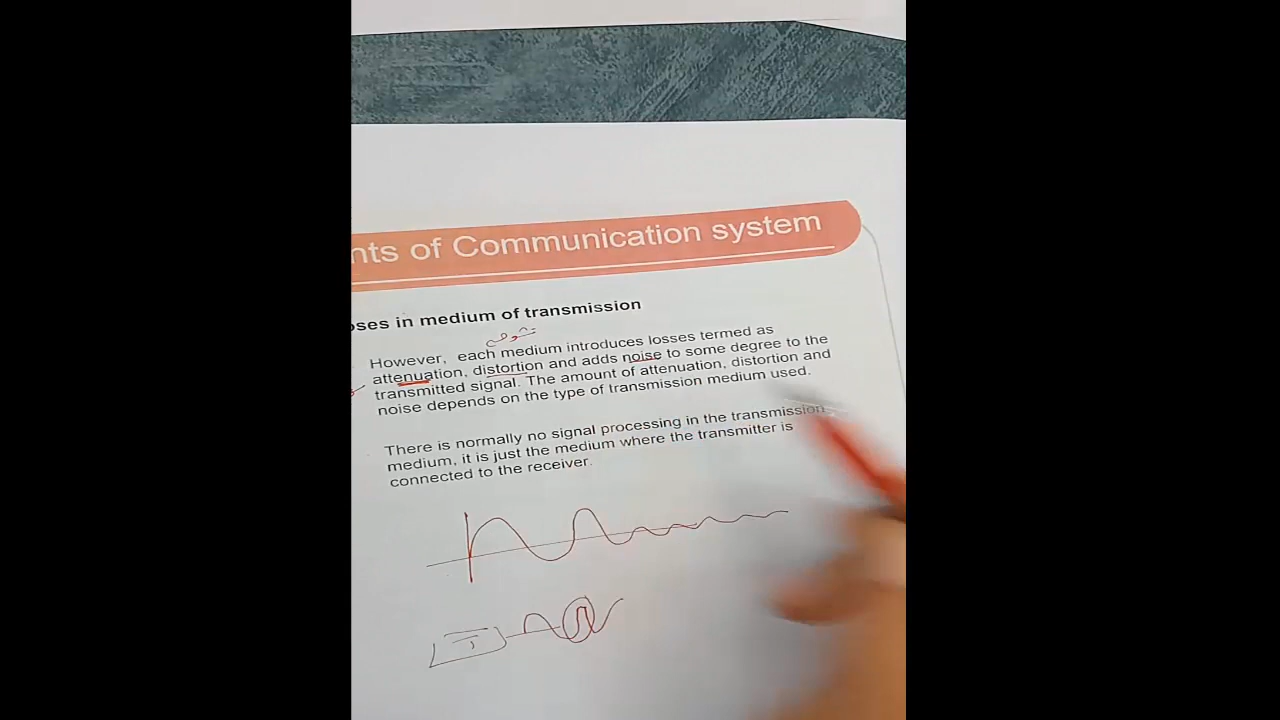 nts of Communication system
oses in medium of transmission
تشوه
However, each medium introduces losses termed as
attenuation, distortion and adds noise to some degree to the
transmitted signal. The amount of attenuation, distortion and
noise depends on the type of transmission medium used.
There is normally no signal processing in the transmission
medium, it is just the medium where the transmitter is
connected to the receiver.
T